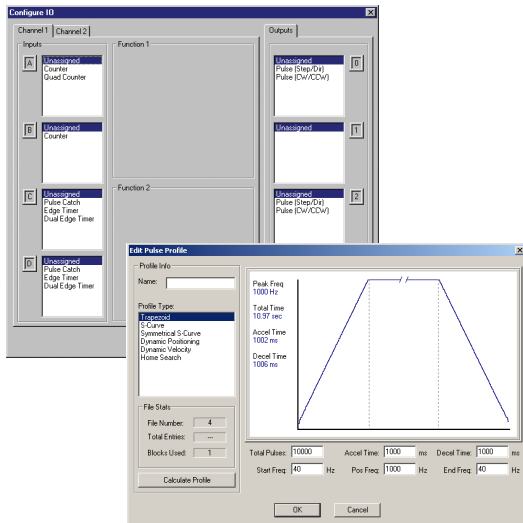 Configure IO
Channel 1 Channel 2
Outputs
Inputs
Function 1
A
Unassigned
Counter
Quad Counter
B
Unassigned
Counter
C
Unassigned
Pulse Catch
Edge Timer
Dual Edge Timer
D
Unassigned
Pulse Catch
Edge Timer
Dual Edge Timer
Function 2
Unassigned
Pulse (Step/Dir)
Pulse (CW/CCW)
0
Unassigned
1
Unassigned
Pulse (Step/Dir)
Pulse (CW/CCW)
2
Edit Pulse Profile
Profile Info
Name:
Profile Type:
Trapezoid
S-Curve
Symmetrical S-Curve
Dynamic Positioning
Dynamic Velocity
Home Search
File Stats
File Number: 4
Total Entries: ---
Blocks Used: 1
Calculate Profile
Peak Freq
1000 Hz
Total Time
10.97 sec
Accel Time
1002 ms
Decel Time
1006 ms
Total Pulses: 10000 Accel Time: 1000 ms Decel Time: 1000 ms
Start Freq: 40 Hz Pos Freq: 1000 Hz End Freq: 40 Hz
OK Cancel